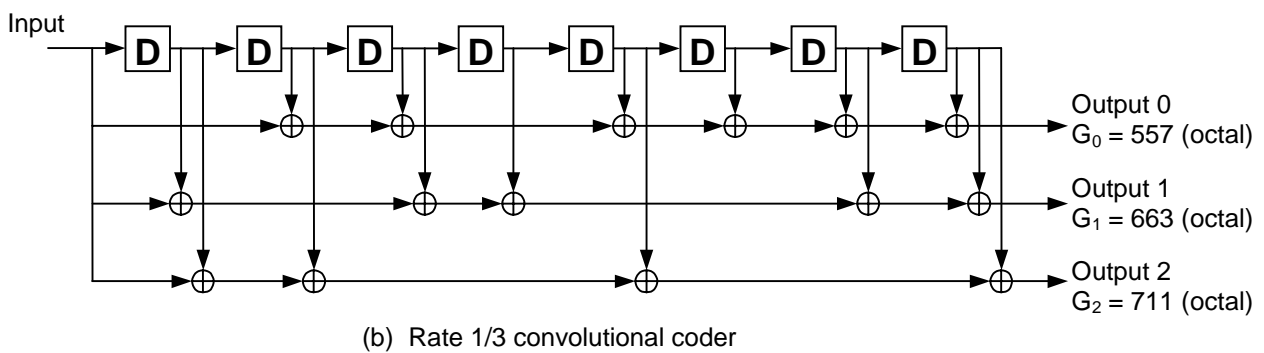 Input
D D D D D D D D
Output 0
G₀ = 557 (octal)
Output 1
G₁ = 663 (octal)
Output 2
G₂ = 711 (octal)
(b) Rate 1/3 convolutional coder